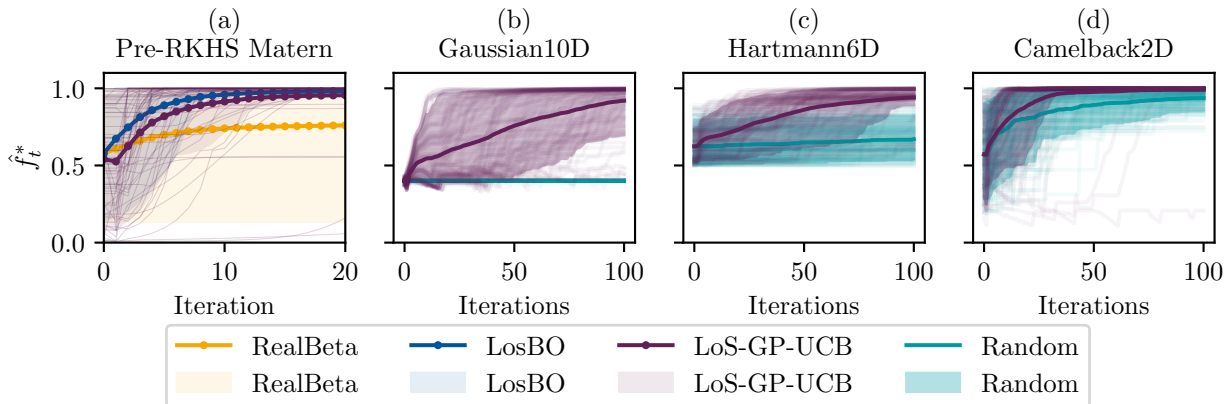 (a) (b) (c) (d)
Pre-RKHS Matern Gaussian10D Hartmann6D Camelback2D
1.0
0.5
0.0
f̂*t
0 10 20 0 50 100 0 50 100 0 50 100
Iteration Iterations Iterations Iterations
RealBeta LosBO LoS-GP-UCB Random
RealBeta LosBO LoS-GP-UCB Random